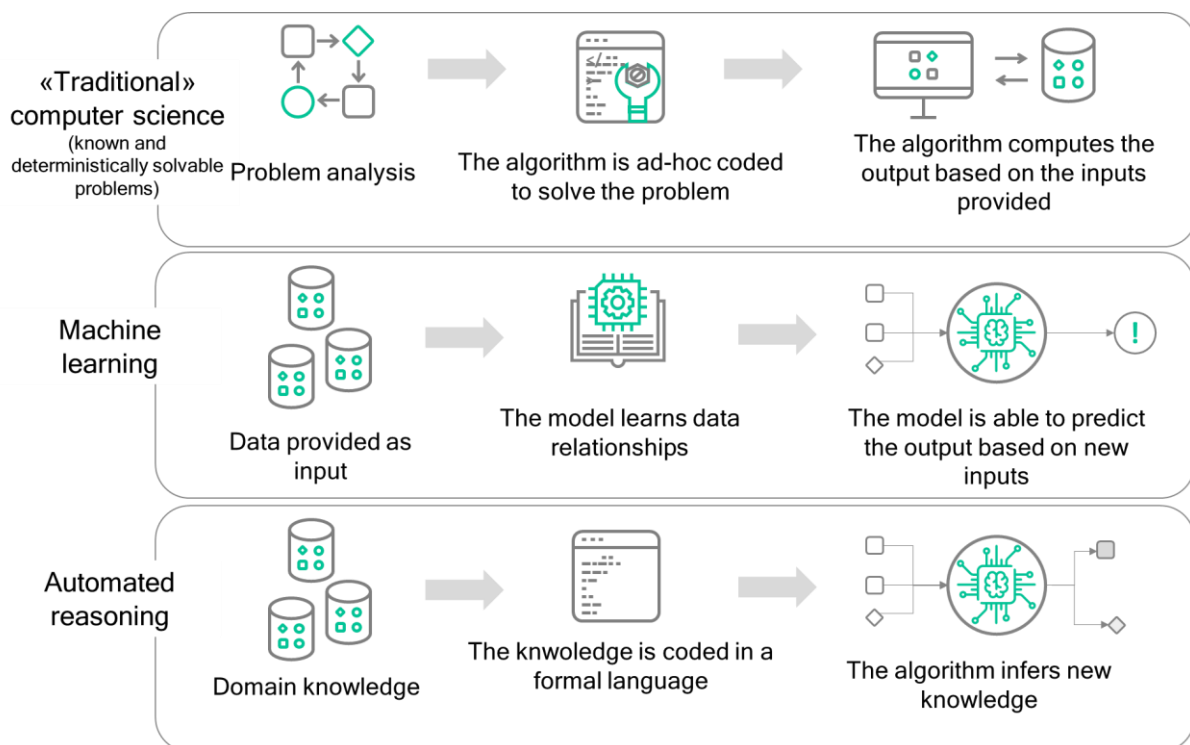 «Traditional»
computer science
(known and
deterministically solvable
problems)
Problem analysis
</
The algorithm is ad-hoc coded
to solve the problem
The algorithm computes the
output based on the inputs
provided
Machine
learning
Data provided as
input
The model learns data
relationships
!
The model is able to predict
the output based on new
inputs
Automated
reasoning
Domain knowledge
The knwoledge is coded in a
formal language
The algorithm infers new
knowledge